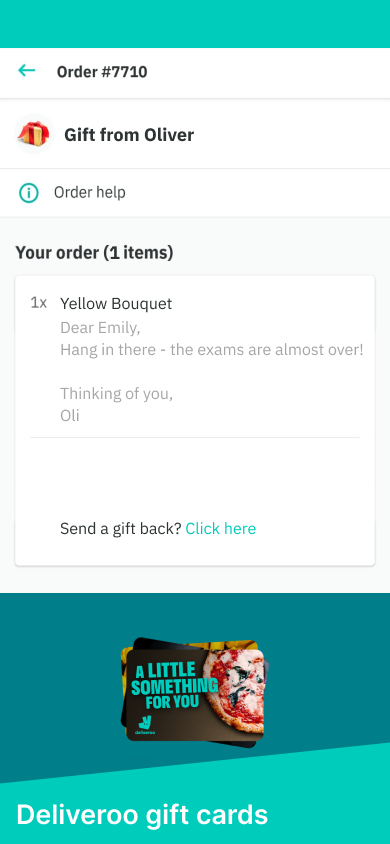 Order #7710
Gift from Oliver
Order help
Your order (1 items)
1x Yellow Bouquet
Dear Emily,
Hang in there - the exams are almost over!
Thinking of you,
Oli
Send a gift back? Click here
A LITTLE
SOMETHING
FOR YOU
deliveroo
Deliveroo gift cards